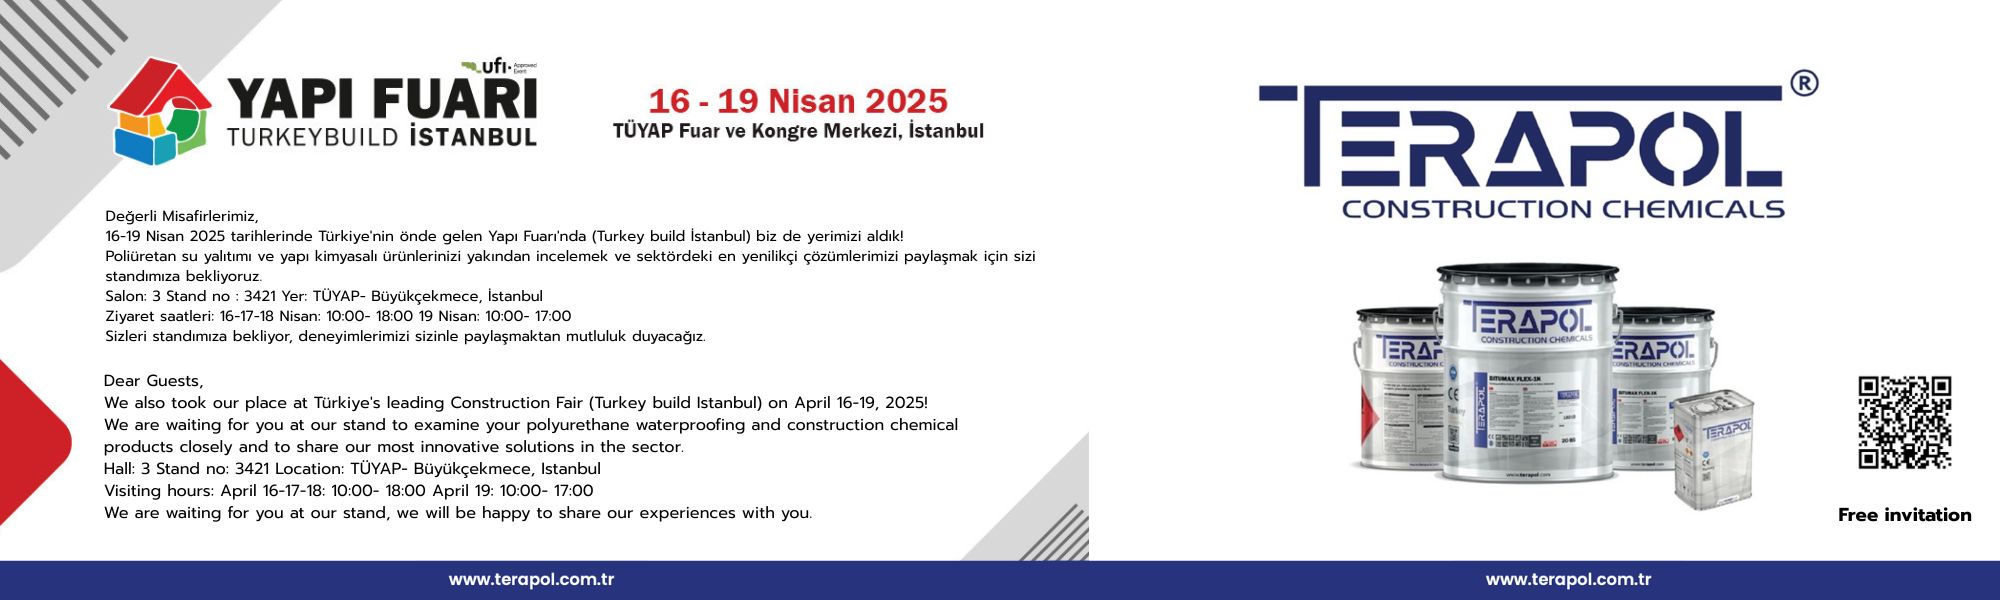 ufi Approved Event
YAPI FUARI
TURKEYBUILD İSTANBUL
16 - 19 Nisan 2025
TÜYAP Fuar ve Kongre Merkezi, İstanbul
Değerli Misafirlerimiz,
16-19 Nisan 2025 tarihlerinde Türkiye'nin önde gelen Yapı Fuarı'nda (Turkey build İstanbul) biz de yerimizi aldık!
Poliüretan su yalıtımı ve yapı kimyasalı ürünlerinizi yakından incelemek ve sektördeki en yenilikçi çözümlerimizi paylaşmak için sizi
standımıza bekliyoruz.
Salon: 3 Stand no : 3421 Yer: TÜYAP- Büyükçekmece, İstanbul
Ziyaret saatleri: 16-17-18 Nisan: 10:00- 18:00 19 Nisan: 10:00- 17:00
Sizleri standımıza bekliyor, deneyimlerimizi sizinle paylaşmaktan mutluluk duyacağız.
Dear Guests,
We also took our place at Türkiye's leading Construction Fair (Turkey build Istanbul) on April 16-19, 2025!
We are waiting for you at our stand to examine your polyurethane waterproofing and construction chemical
products closely and to share our most innovative solutions in the sector.
Hall: 3 Stand no: 3421 Location: TÜYAP- Büyükçekmece, Istanbul
Visiting hours: April 16-17-18: 10:00- 18:00 April 19: 10:00- 17:00
We are waiting for you at our stand, we will be happy to share our experiences with you.
www.terapol.com.tr
TERAPOL®
CONSTRUCTION CHEMICALS
TERAPOL
CONSTRUCTION CHEMICALS
BITUMAX FLEX-1K
TERAPOL
www.terapol.com
TERAPOL
Free invitation
www.terapol.com.tr